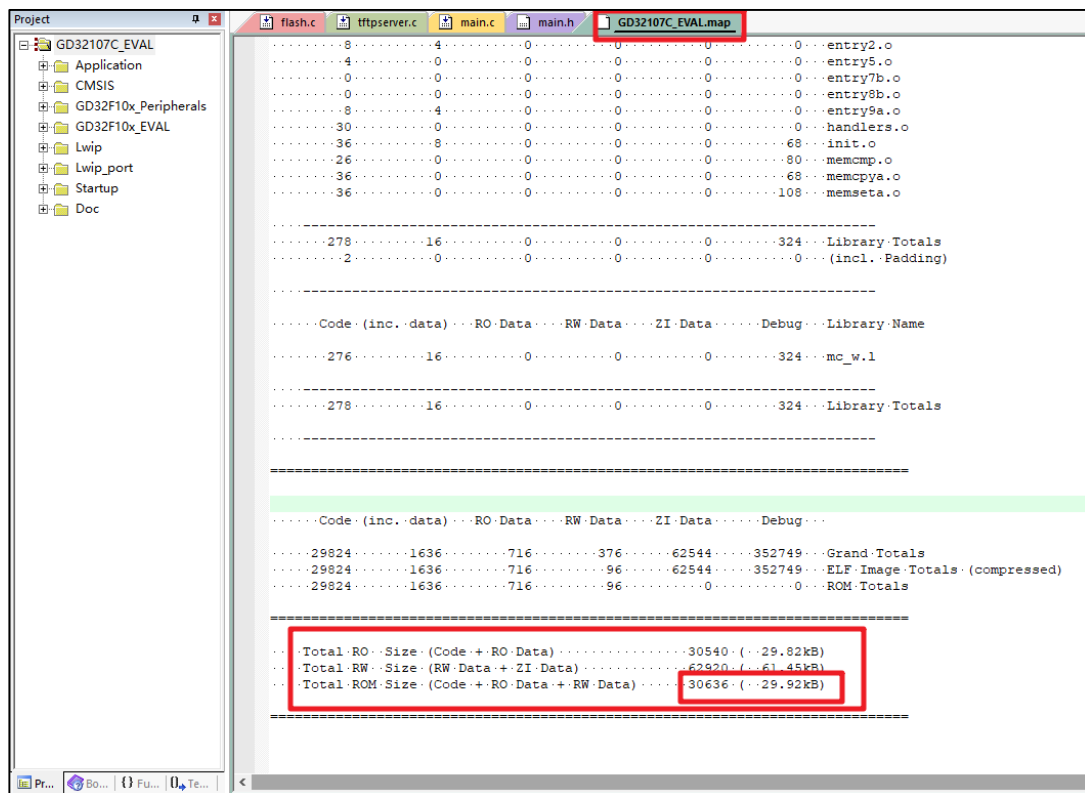 Project
GD32107C_EVAL
Application
CMSIS
GD32F10x_Peripherals
GD32F10x_EVAL
Lwip
Lwip_port
Startup
Doc
Pr...
Bo...
{} Fu...
Te...
flash.c
tftpserver.c
main.c
main.h
GD32107C_EVAL.map
8 4 0 0 0 0 entry2.o
4 0 0 0 0 0 entry5.o
0 0 0 0 0 0 entry7b.o
0 0 0 0 0 0 entry8b.o
8 4 0 0 0 0 entry9a.o
30 0 0 0 0 0 handlers.o
36 8 0 0 0 68 init.o
26 0 0 0 0 80 memcmp.o
36 0 0 0 0 68 memcpya.o
36 0 0 0 0 108 memseta.o
----------------------------------------------------------------------
278 16 0 0 0 324 Library Totals
2 0 0 0 0 0 (incl. Padding)
----------------------------------------------------------------------
Code (inc. data) RO Data RW Data ZI Data Debug Library Name
276 16 0 0 0 324 mc_w.l
----------------------------------------------------------------------
278 16 0 0 0 324 Library Totals
----------------------------------------------------------------------
==============================================================================
Code (inc. data) RO Data RW Data ZI Data Debug
29824 1636 716 376 62544 352749 Grand Totals
29824 1636 716 96 62544 352749 ELF Image Totals (compressed)
29824 1636 716 96 0 0 ROM Totals
==============================================================================
Total RO Size (Code + RO Data) 30540 ( 29.82kB)
Total RW Size (RW Data + ZI Data) 62920 ( 61.45kB)
Total ROM Size (Code + RO Data + RW Data) 30636 ( 29.92kB)
==============================================================================